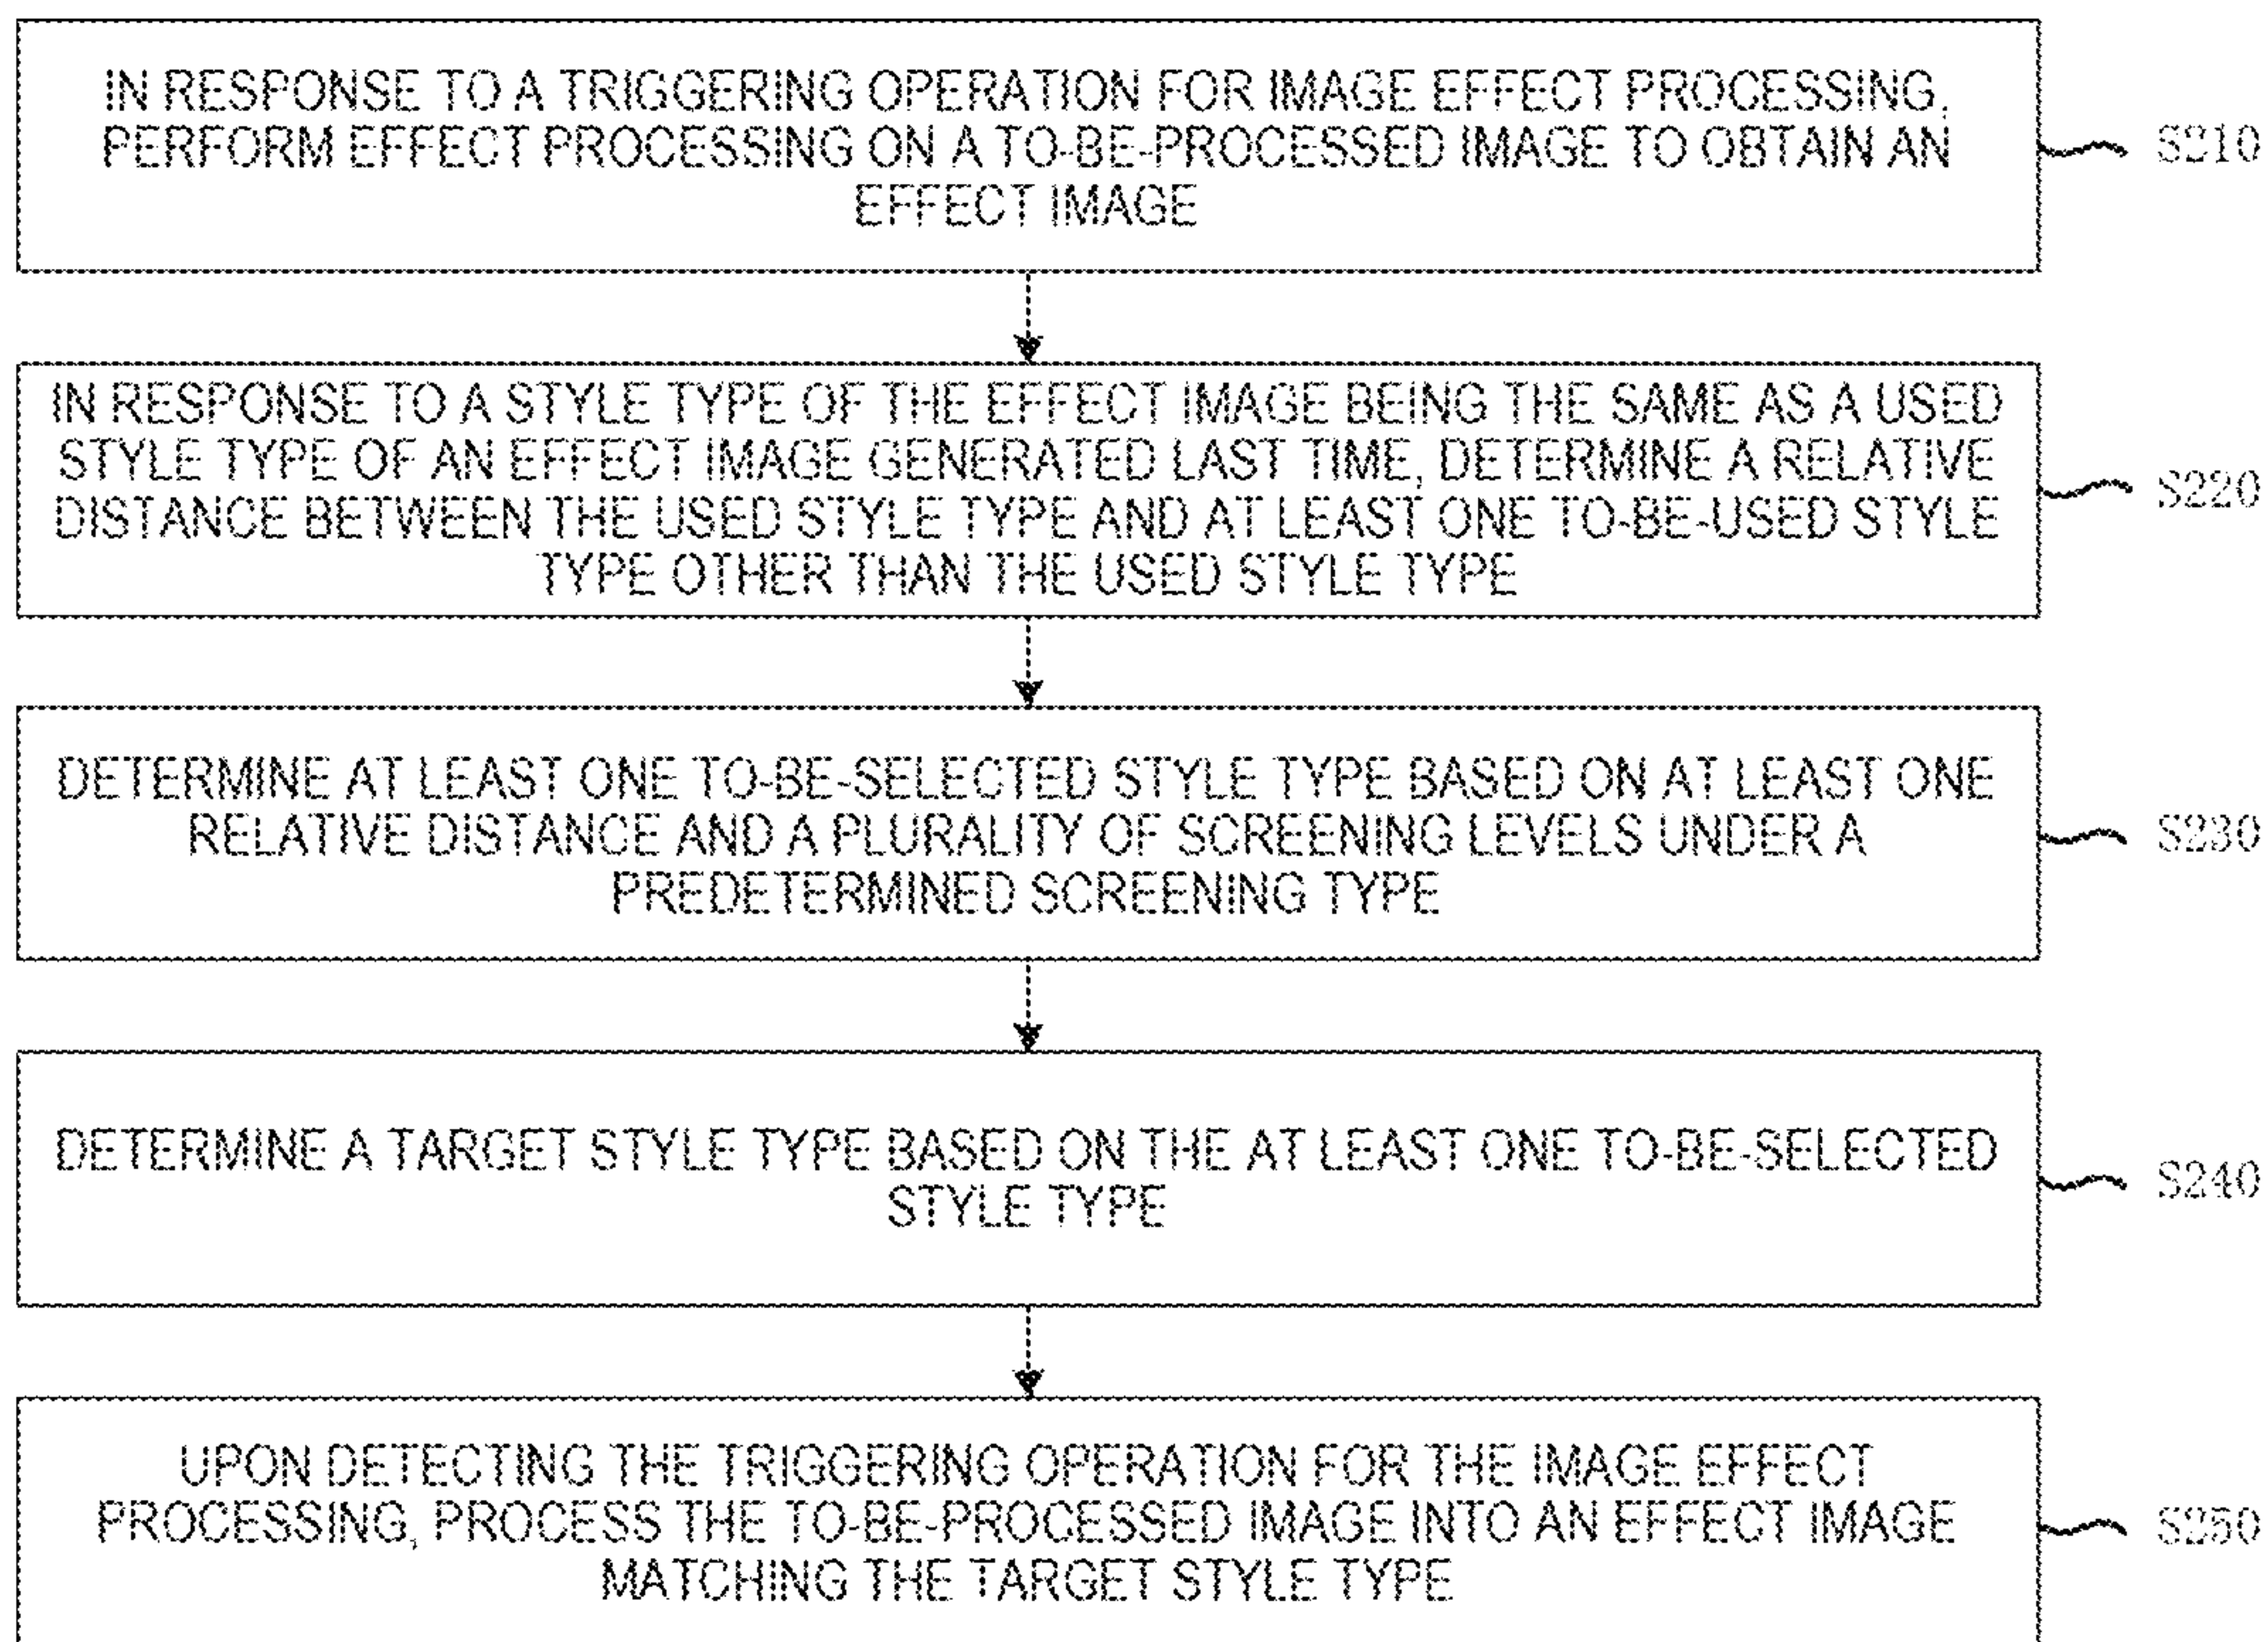 IN RESPONSE TO A TRIGGERING OPERATION FOR IMAGE EFFECT PROCESSING,
PERFORM EFFECT PROCESSING ON A TO-BE-PROCESSED IMAGE TO OBTAIN AN
EFFECT IMAGE
S210
IN RESPONSE TO A STYLE TYPE OF THE EFFECT IMAGE BEING THE SAME AS A USED
STYLE TYPE OF AN EFFECT IMAGE GENERATED LAST TIME, DETERMINE A RELATIVE
DISTANCE BETWEEN THE USED STYLE TYPE AND AT LEAST ONE TO-BE-USED STYLE
TYPE OTHER THAN THE USED STYLE TYPE
S220
DETERMINE AT LEAST ONE TO-BE-SELECTED STYLE TYPE BASED ON AT LEAST ONE
RELATIVE DISTANCE AND A PLURALITY OF SCREENING LEVELS UNDER A
PREDETERMINED SCREENING TYPE
S230
DETERMINE A TARGET STYLE TYPE BASED ON THE AT LEAST ONE TO-BE-SELECTED
STYLE TYPE
S240
UPON DETECTING THE TRIGGERING OPERATION FOR THE IMAGE EFFECT
PROCESSING, PROCESS THE TO-BE-PROCESSED IMAGE INTO AN EFFECT IMAGE
MATCHING THE TARGET STYLE TYPE
S250